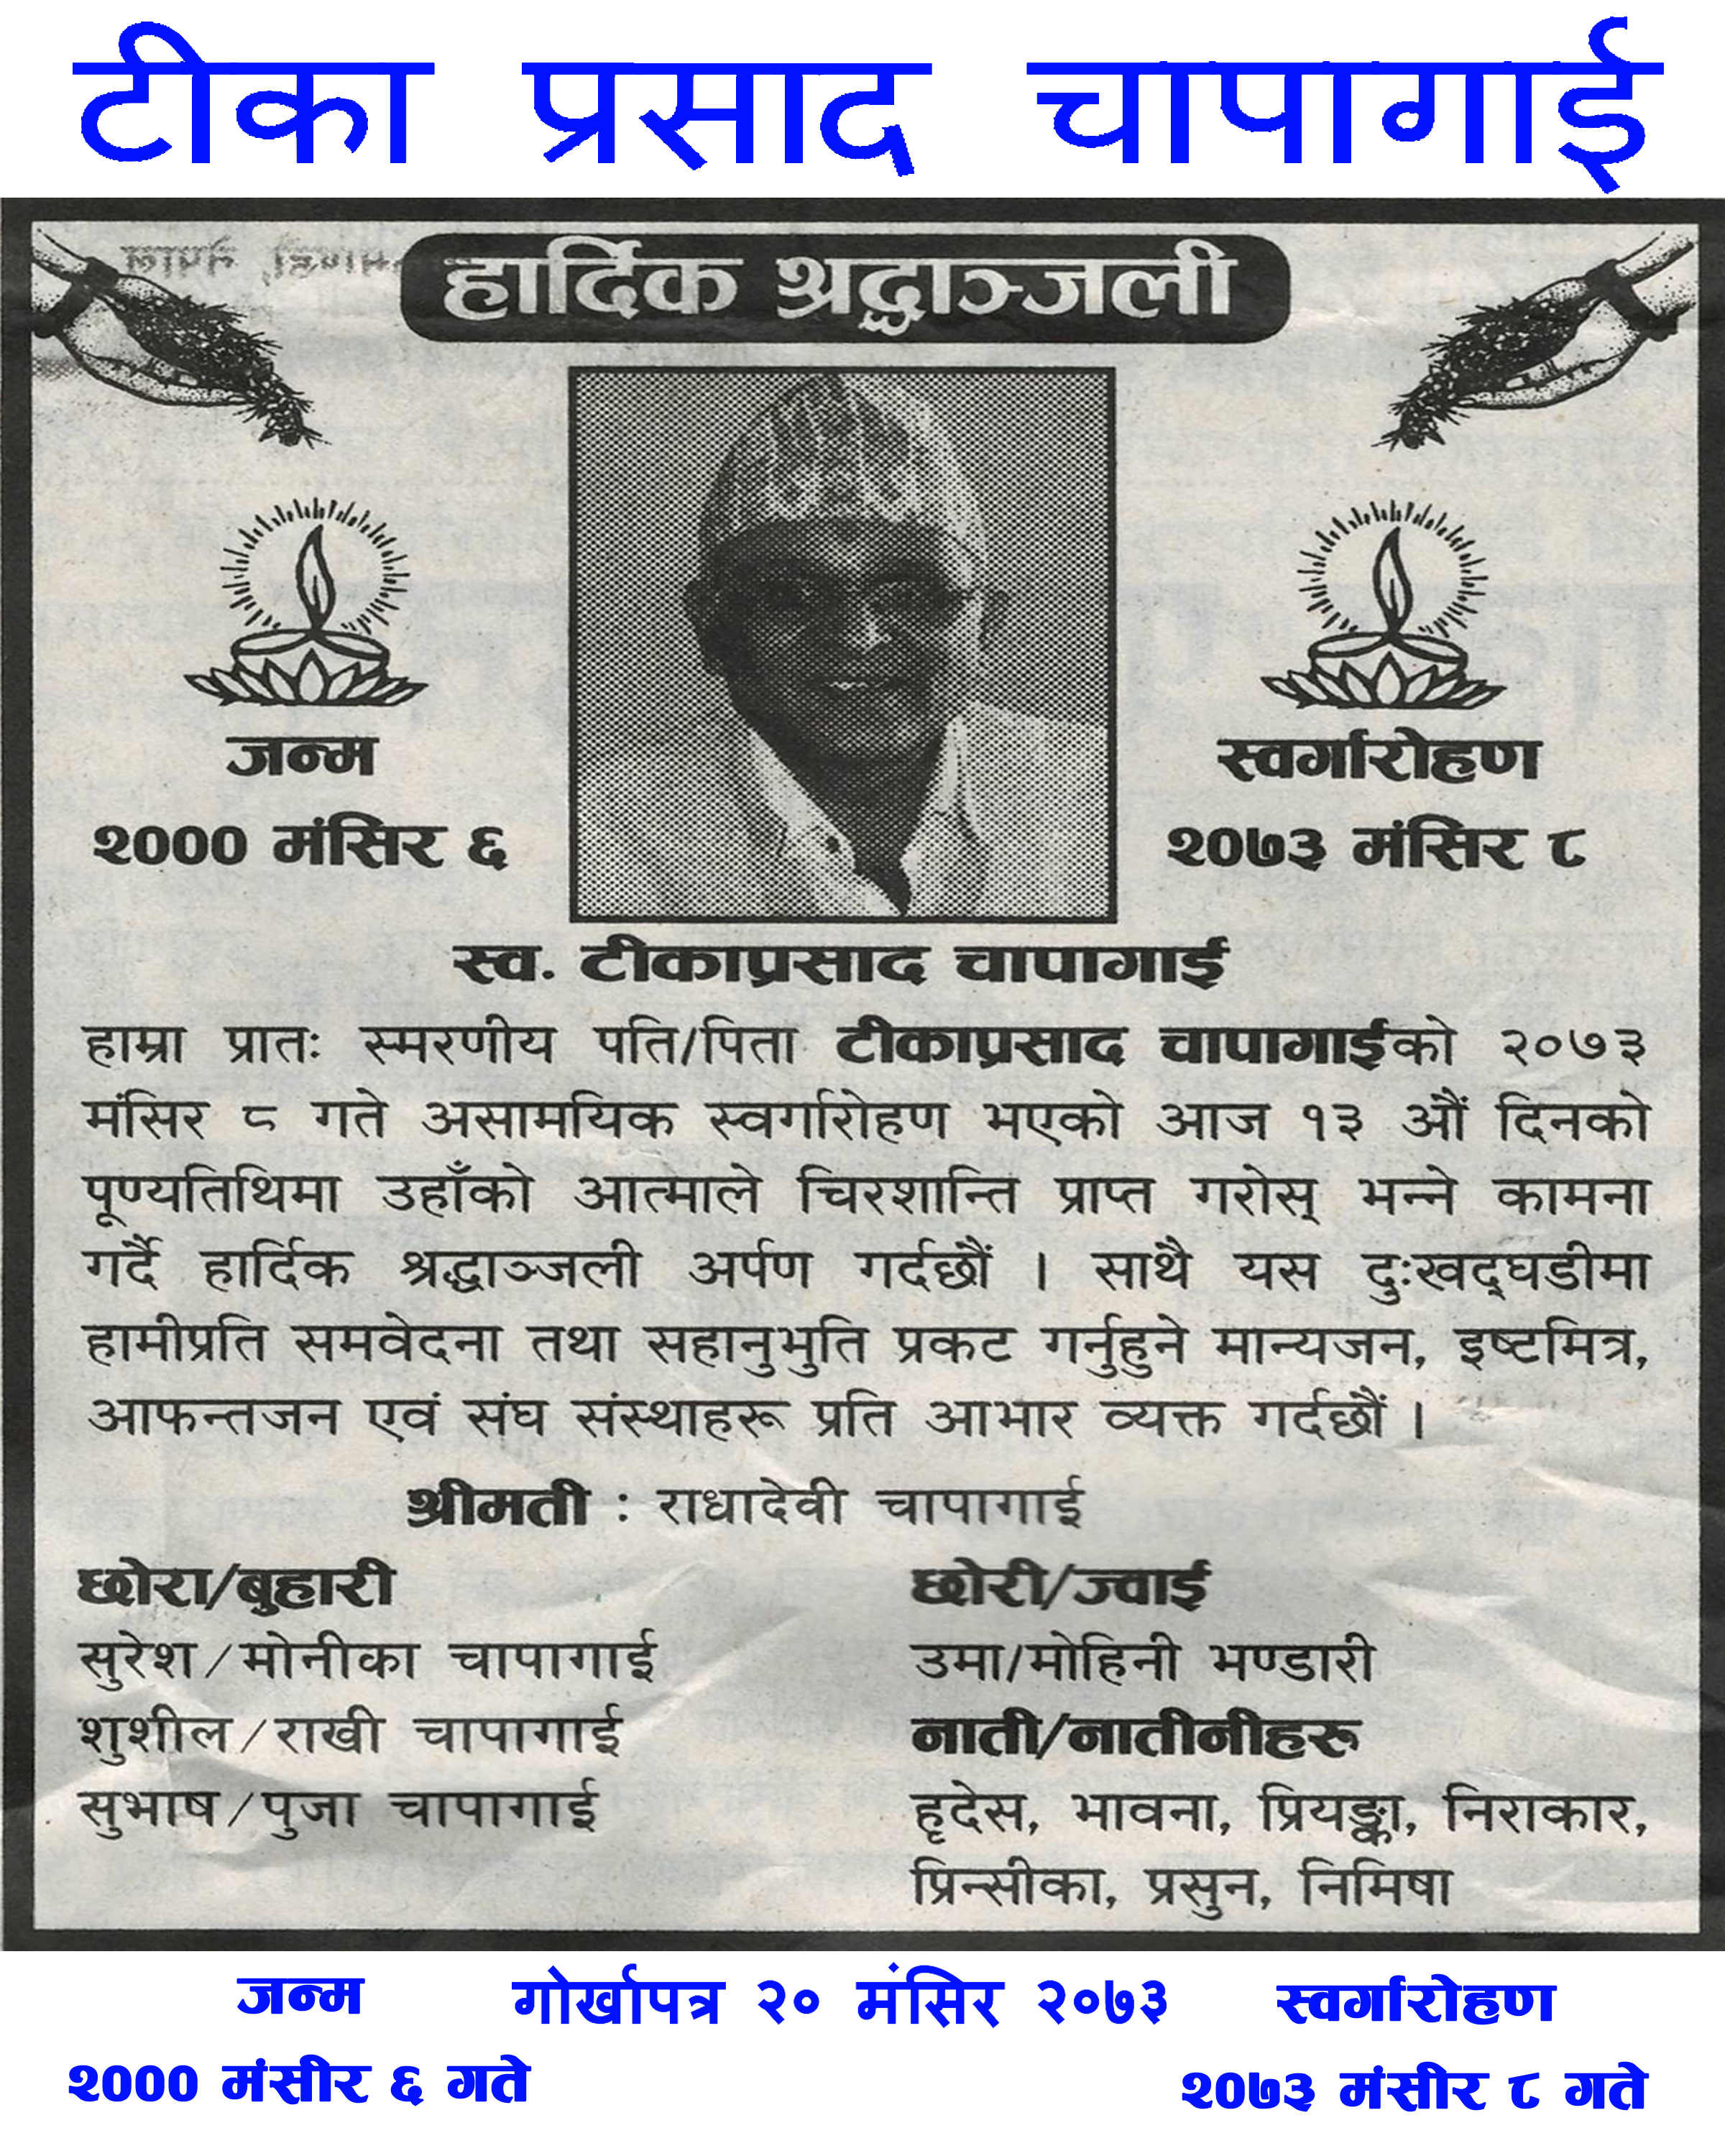 टीका प्रसाद चापागाई
हार्दिक श्रद्धाञ्जली
जन्म
२००० मंसिर ६
स्वर्गारोहण
२०७३ मंसिर ८
स्व. टीकाप्रसाद चापागाई
हाम्रा प्रातः स्मरणीय पति/पिता टीकाप्रसाद चापागाईको २०७३
मंसिर ८ गते असामयिक स्वर्गारोहण भएको आज १३ औं दिनको
पूण्यतिथिमा उहाँको आत्माले चिरशान्ति प्राप्त गरोस् भन्ने कामना
गर्दै हार्दिक श्रद्धाञ्जली अर्पण गर्दछौं । साथै यस दुःखद्घडीमा
हामीप्रति समवेदना तथा सहानुभुति प्रकट गर्नुहुने मान्यजन, इष्टमित्र,
आफन्तजन एवं संघ संस्थाहरू प्रति आभार व्यक्त गर्दछौं ।
श्रीमती : राधादेवी चापागाई
छोरा/बुहारी
सुरेश/मोनीका चापागाई
शुशील/राखी चापागाई
सुभाष/पुजा चापागाई
छोरी/ज्वाई
उमा/मोहिनी भण्डारी
नाती/नातीनीहरू
हृदेस, भावना, प्रियङ्का, निराकार,
प्रिन्सीका, प्रसुन, निमिषा
जन्म
२००० मंसीर ६ गते
गोर्खापत्र २० मंसिर २०७३
स्वर्गारोहण
२०७३ मंसीर ८ गते